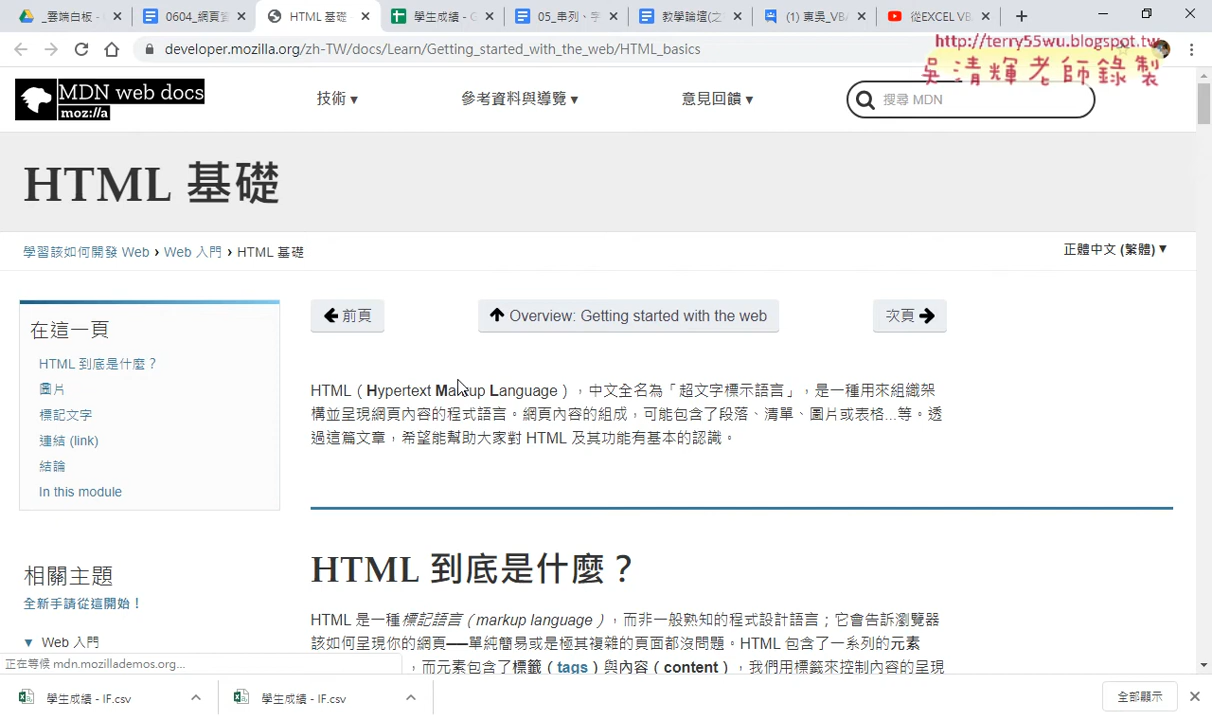 _雲端白板 -
0604_網頁
HTML 基礎
學生成績 -
05_串列、字
教學論壇(之
(1) 東吳_VBA
從EXCEL VB
developer.mozilla.org/zh-TW/docs/Learn/Getting_started_with_the_web/HTML_basics
http://terry55wu.blogspot.tw
吳清輝老師錄製
MDN web docs
moz://a
技術▼
參考資料與導覽▼
意見回饋▼
搜尋 MDN
HTML 基礎
學習該如何開發 Web › Web 入門 › HTML 基礎
正體中文 (繁體)▼
在這一頁
HTML 到底是什麼？
圖片
標記文字
連結 (link)
結論
In this module
相關主題
全新手請從這開始！
▼ Web 入門
前頁
Overview: Getting started with the web
次頁
HTML（Hypertext Markup Language），中文全名為「超文字標示語言」，是一種用來組織架
構並呈現網頁內容的程式語言。網頁內容的組成，可能包含了段落、清單、圖片或表格...等。透
過這篇文章，希望能幫助大家對 HTML 及其功能有基本的認識。
HTML 到底是什麼？
HTML 是一種標記語言（markup language），而非一般熟知的程式設計語言；它會告訴瀏覽器
該如何呈現你的網頁──單純簡易或是極其複雜的頁面都沒問題。HTML 包含了一系列的元素
，而元素包含了標籤（tags）與內容（content），我們用標籤來控制內容的呈現
正在等候 mdn.mozillademos.org...
學生成績 - IF.csv
學生成績 - IF.csv
全部顯示